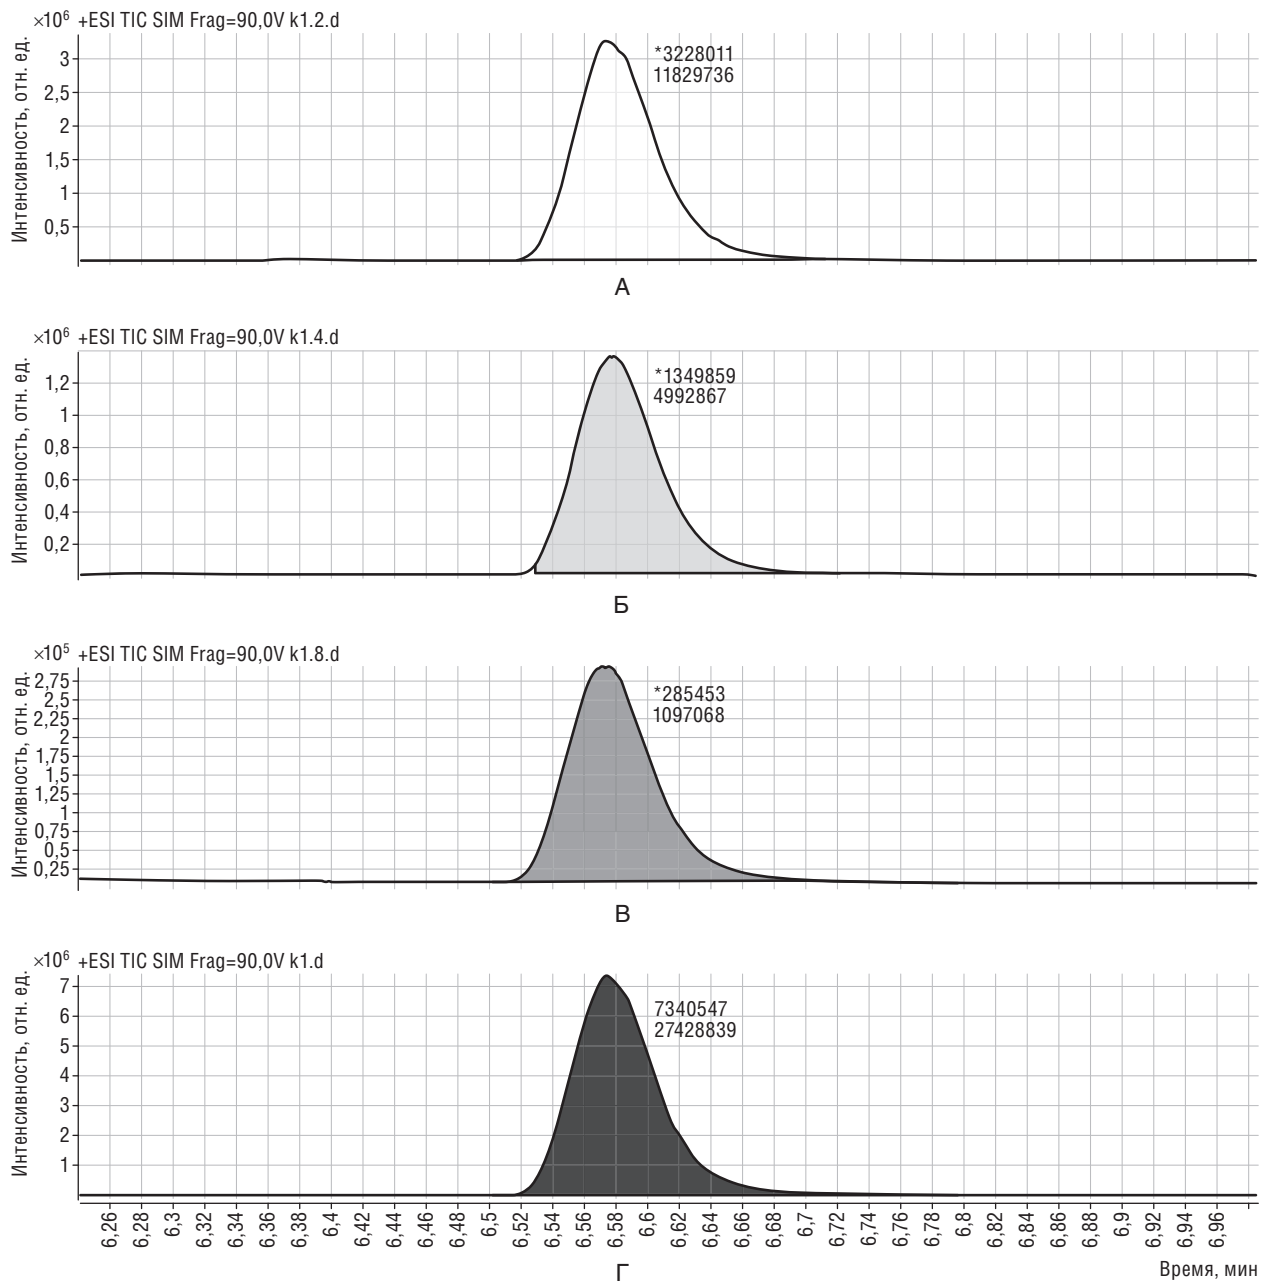 ×10⁶ +ESI TIC SIM Frag=90,0V k1.2.d
Интенсивность, отн. ед.
3
2,5
2
1,5
1
0,5
*3228011
11829736
А
×10⁶ +ESI TIC SIM Frag=90,0V k1.4.d
Интенсивность, отн. ед.
1,2
1
0,8
0,6
0,4
0,2
*1349859
4992867
Б
×10⁵ +ESI TIC SIM Frag=90,0V k1.8.d
Интенсивность, отн. ед.
2,75
2,5
2,25
2
1,75
1,5
1,25
1
0,75
0,5
0,25
*285453
1097068
В
×10⁶ +ESI TIC SIM Frag=90,0V k1.d
Интенсивность, отн. ед.
7
6
5
4
3
2
1
7340547
27428839
6,26 6,28 6,3 6,32 6,34 6,36 6,38 6,4 6,42 6,44 6,46 6,48 6,5 6,52 6,54 6,56 6,58 6,6 6,62 6,64 6,66 6,68 6,7 6,72 6,74 6,76 6,78 6,8 6,82 6,84 6,86 6,88 6,9 6,92 6,94 6,96
Время, мин
Г